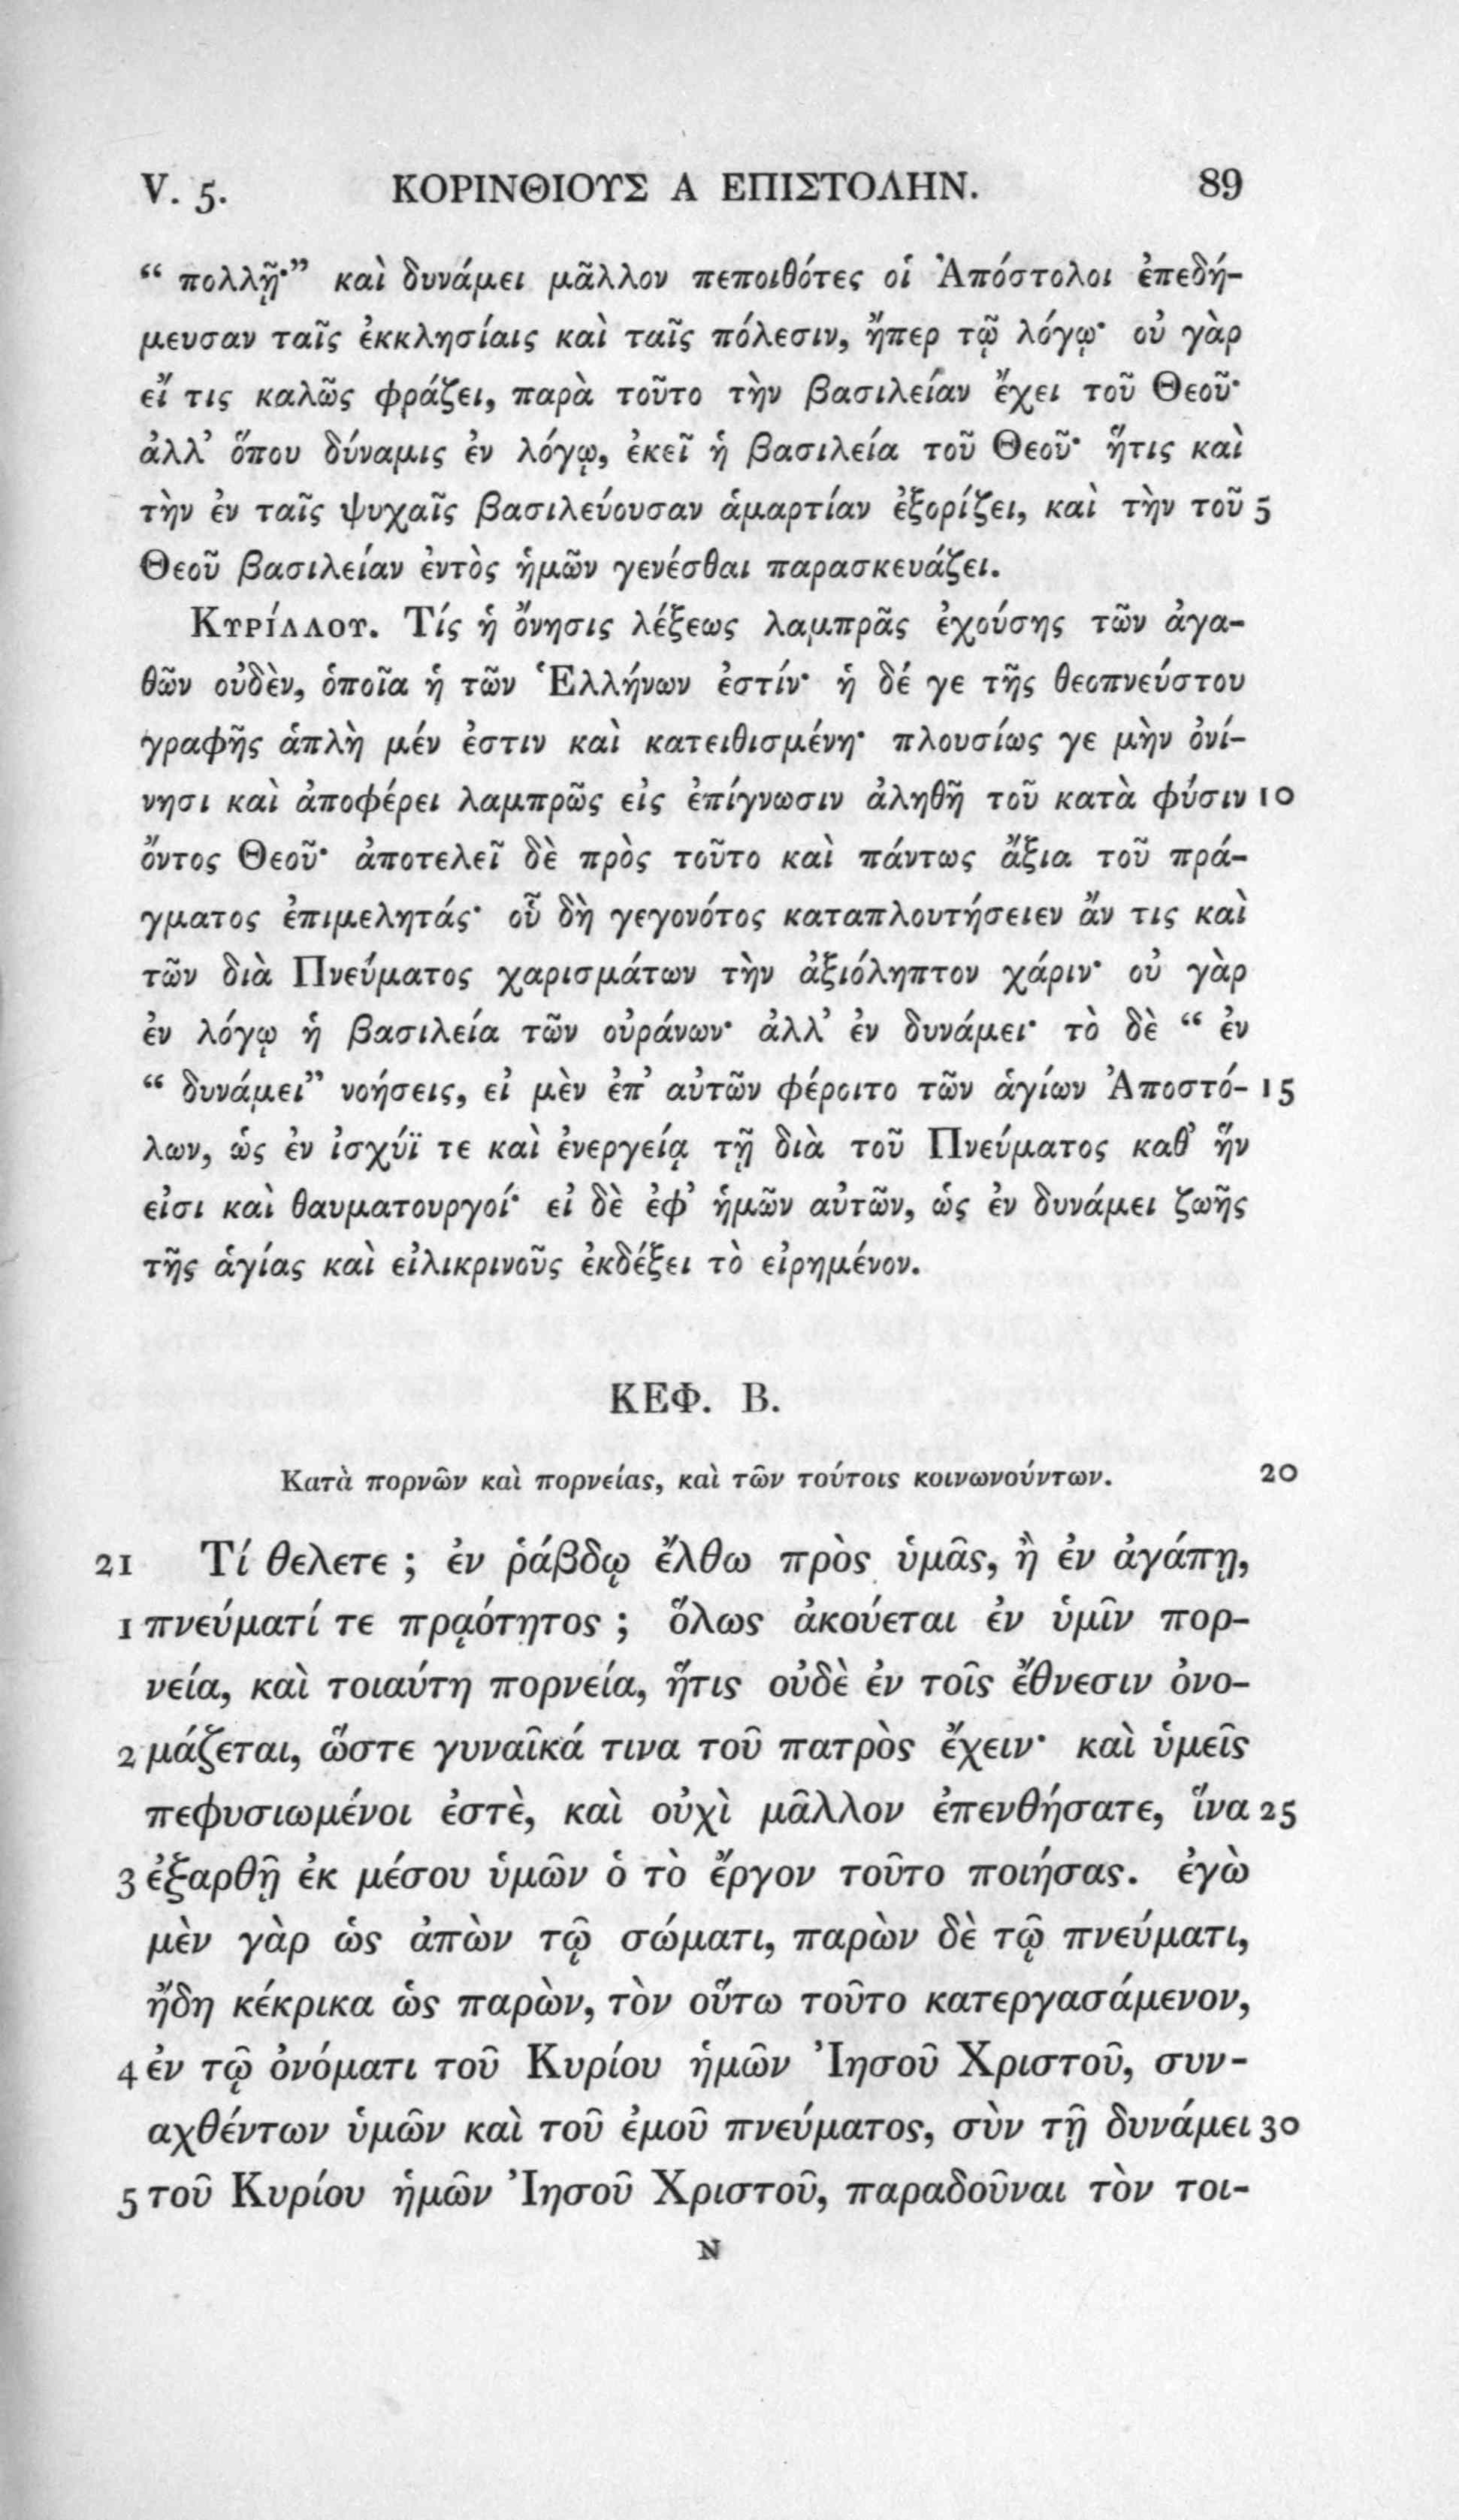 V. 5. ΚΟΡΙΝΘΙΟΥΣ Α ΕΠΙΣΤΟΛΗΝ. 89
“ πολλῇ·” καὶ δυνάμει μᾶλλον πεποιθότες οἱ Ἀπόστολοι ἐπεδή-
μευσαν ταῖς ἐκκλησίαις καὶ ταῖς πόλεσιν, ἤπερ τῷ λόγῳ· οὐ γὰρ
εἴ τις καλῶς φράζει, παρὰ τοῦτο τὴν βασιλείαν ἔχει τοῦ Θεοῦ·
ἀλλ’ ὅπου δύναμις ἐν λόγῳ, ἐκεῖ ἡ βασιλεία τοῦ Θεοῦ· ἥτις καὶ
τὴν ἐν ταῖς ψυχαῖς βασιλεύουσαν ἁμαρτίαν ἐξορίζει, καὶ τὴν τοῦ 5
Θεοῦ βασιλείαν ἐντὸς ἡμῶν γενέσθαι παρασκευάζει.
Κυρίλλου. Τίς ἡ ὄνησις λέξεως λαμπρᾶς ἐχούσης τῶν ἀγα-
θῶν οὐδὲν, ὁποῖα ἡ τῶν Ἑλλήνων ἐστίν· ἡ δέ γε τῆς θεοπνεύστου
γραφῆς ἁπλὴ μέν ἐστιν καὶ κατειθισμένη· πλουσίως γε μὴν ὀνί-
νησι καὶ ἀποφέρει λαμπρῶς εἰς ἐπίγνωσιν ἀληθῆ τοῦ κατὰ φύσιν 10
ὄντος Θεοῦ· ἀποτελεῖ δὲ πρὸς τοῦτο καὶ πάντως ἄξια τοῦ πρά-
γματος ἐπιμελητάς· οὗ δὴ γεγονότος καταπλουτήσειεν ἄν τις καὶ
τῶν διὰ Πνεύματος χαρισμάτων τὴν ἀξιόληπτον χάριν· οὐ γὰρ
ἐν λόγῳ ἡ βασιλεία τῶν οὐράνων· ἀλλ’ ἐν δυνάμει· τὸ δὲ “ ἐν
“ δυνάμει” νοήσεις, εἰ μὲν ἐπ’ αὐτῶν φέροιτο τῶν ἁγίων Ἀποστό- 15
λων, ὡς ἐν ἰσχύϊ τε καὶ ἐνεργείᾳ τῇ διὰ τοῦ Πνεύματος καθ’ ἥν
εἰσι καὶ θαυματουργοί· εἰ δὲ ἐφ’ ἡμῶν αὐτῶν, ὡς ἐν δυνάμει ζωῆς
τῆς ἁγίας καὶ εἰλικρινοῦς ἐκδέξει τὸ εἰρημένον.
ΚΕΦ. Β.
Κατὰ πορνῶν καὶ πορνείας, καὶ τῶν τούτοις κοινωνούντων. 20
21 Τί θελετε ; ἐν ῥάβδῳ ἔλθω πρὸς ὑμᾶς, ἢ ἐν ἀγάπῃ,
1 πνεύματί τε πρᾳότητος ; ὅλως ἀκούεται ἐν ὑμῖν πορ-
νεία, καὶ τοιαύτη πορνεία, ἥτις οὐδὲ ἐν τοῖς ἔθνεσιν ὀνο-
2 μάζεται, ὥστε γυναῖκά τινα τοῦ πατρὸς ἔχειν· καὶ ὑμεῖς
πεφυσιωμένοι ἐστὲ, καὶ οὐχὶ μᾶλλον ἐπενθήσατε, ἵνα 25
3 ἐξαρθῇ ἐκ μέσου ὑμῶν ὁ τὸ ἔργον τοῦτο ποιήσας. ἐγὼ
μὲν γὰρ ὡς ἀπὼν τῷ σώματι, παρὼν δὲ τῷ πνεύματι,
ἤδη κέκρικα ὡς παρὼν, τὸν οὕτω τοῦτο κατεργασάμενον,
4 ἐν τῷ ὀνόματι τοῦ Κυρίου ἡμῶν Ἰησοῦ Χριστοῦ, συν-
αχθέντων ὑμῶν καὶ τοῦ ἐμοῦ πνεύματος, σὺν τῇ δυνάμει 30
5 τοῦ Κυρίου ἡμῶν Ἰησοῦ Χριστοῦ, παραδοῦναι τὸν τοι-
N